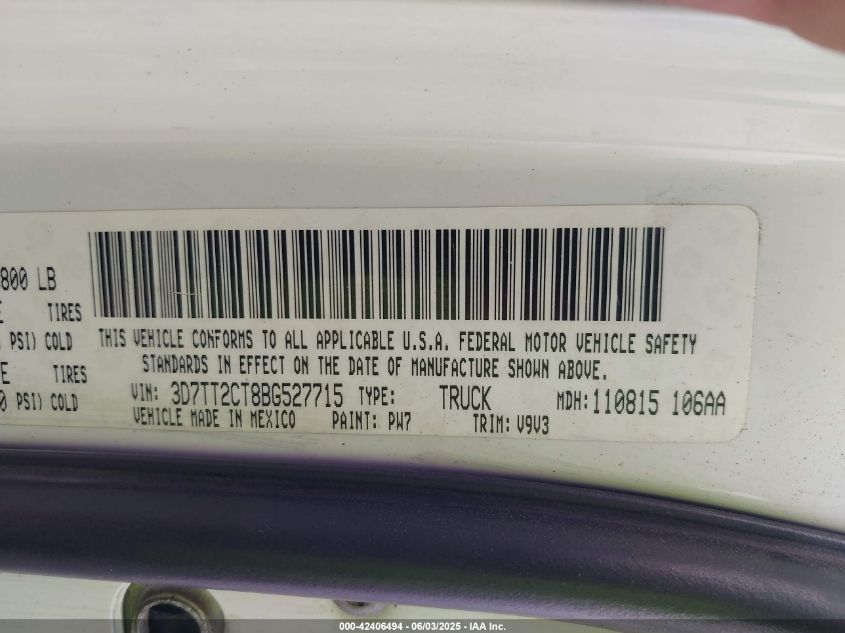 800 LB
TIRES
PSI) COLD
THIS VEHICLE CONFORMS TO ALL APPLICABLE U.S.A. FEDERAL MOTOR VEHICLE SAFETY
STANDARDS IN EFFECT ON THE DATE OF MANUFACTURE SHOWN ABOVE.
E TIRES
0 PSI) COLD
VIN: 3D7TT2CT8BG527715 TYPE: TRUCK MDH: 110815 106AA
VEHICLE MADE IN MEXICO PAINT: PW7 TRIM: V9V3
000-42406494 - 06/03/2025 - IAA Inc.